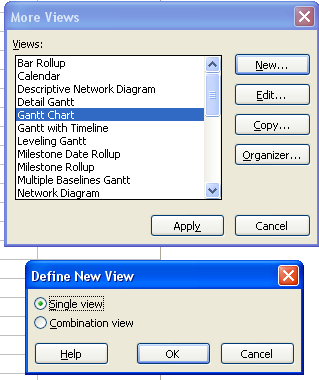 More Views
Views:
Bar Rollup
Calendar
Descriptive Network Diagram
Detail Gantt
Gantt Chart
Gantt with Timeline
Leveling Gantt
Milestone Date Rollup
Milestone Rollup
Multiple Baselines Gantt
Network Diagram
New...
Edit...
Copy...
Organizer...
Apply
Cancel
Define New View
Single view
Combination view
Help
OK
Cancel